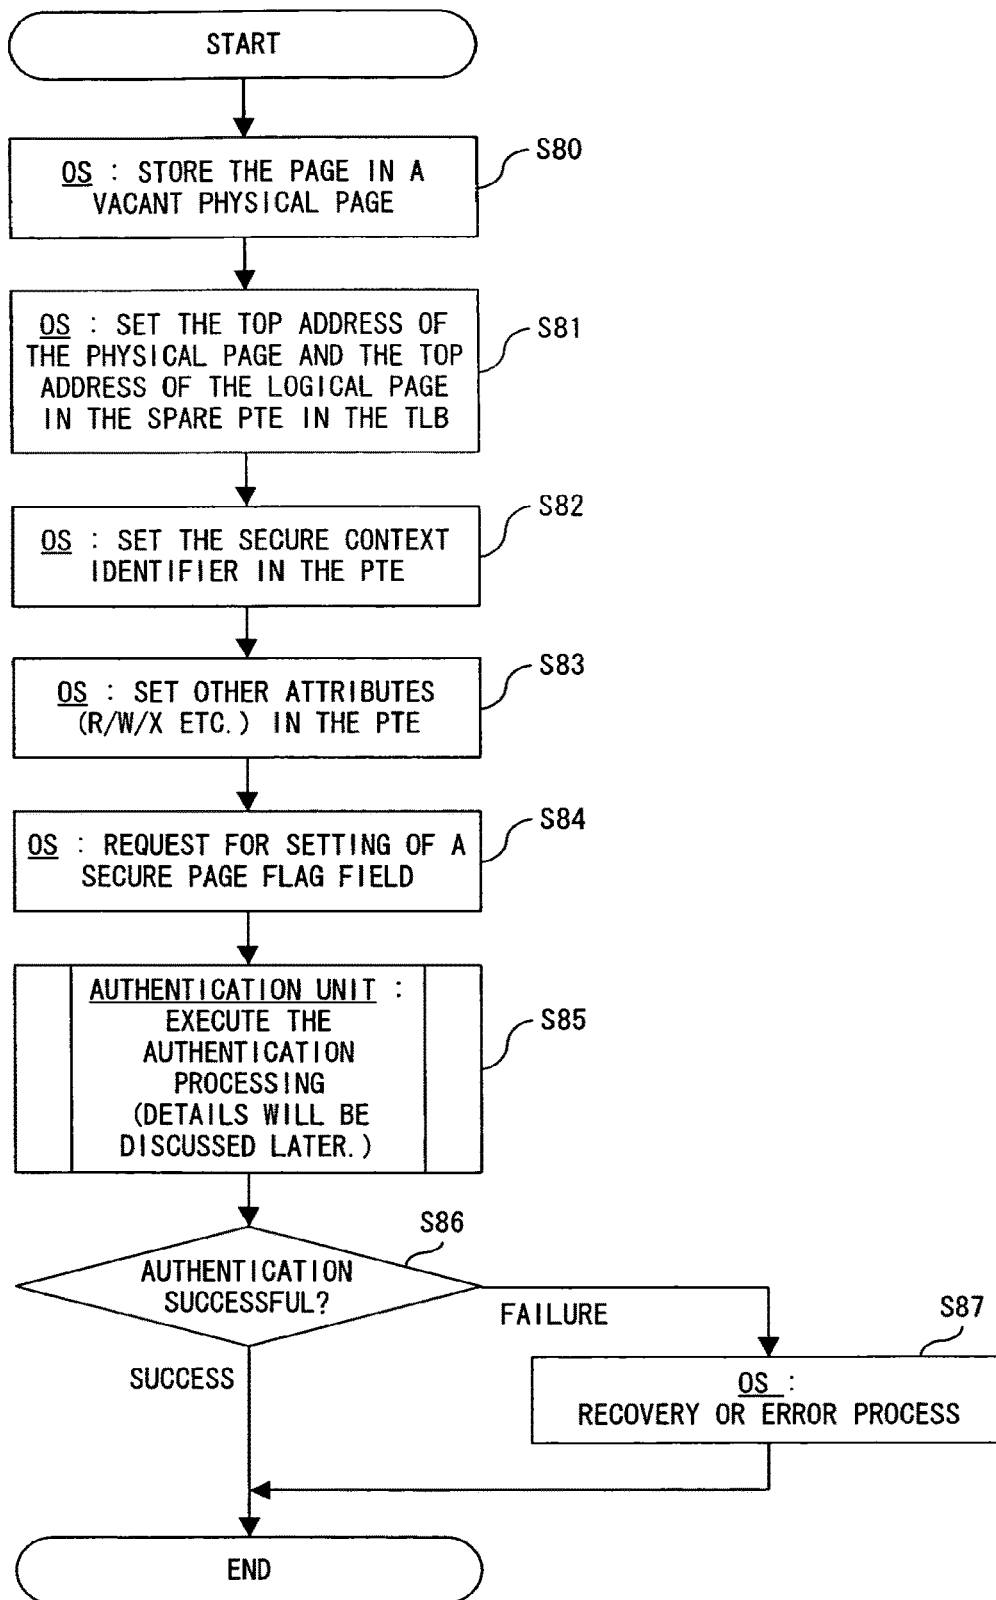 START
S80
OS : STORE THE PAGE IN A
VACANT PHYSICAL PAGE
S81
OS : SET THE TOP ADDRESS OF
THE PHYSICAL PAGE AND THE TOP
ADDRESS OF THE LOGICAL PAGE
IN THE SPARE PTE IN THE TLB
S82
OS : SET THE SECURE CONTEXT
IDENTIFIER IN THE PTE
S83
OS : SET OTHER ATTRIBUTES
(R/W/X ETC.) IN THE PTE
S84
OS : REQUEST FOR SETTING OF A
SECURE PAGE FLAG FIELD
S85
AUTHENTICATION UNIT :
EXECUTE THE
AUTHENTICATION
PROCESSING
(DETAILS WILL BE
DISCUSSED LATER.)
S86
AUTHENTICATION
SUCCESSFUL?
FAILURE
SUCCESS
S87
OS :
RECOVERY OR ERROR PROCESS
END